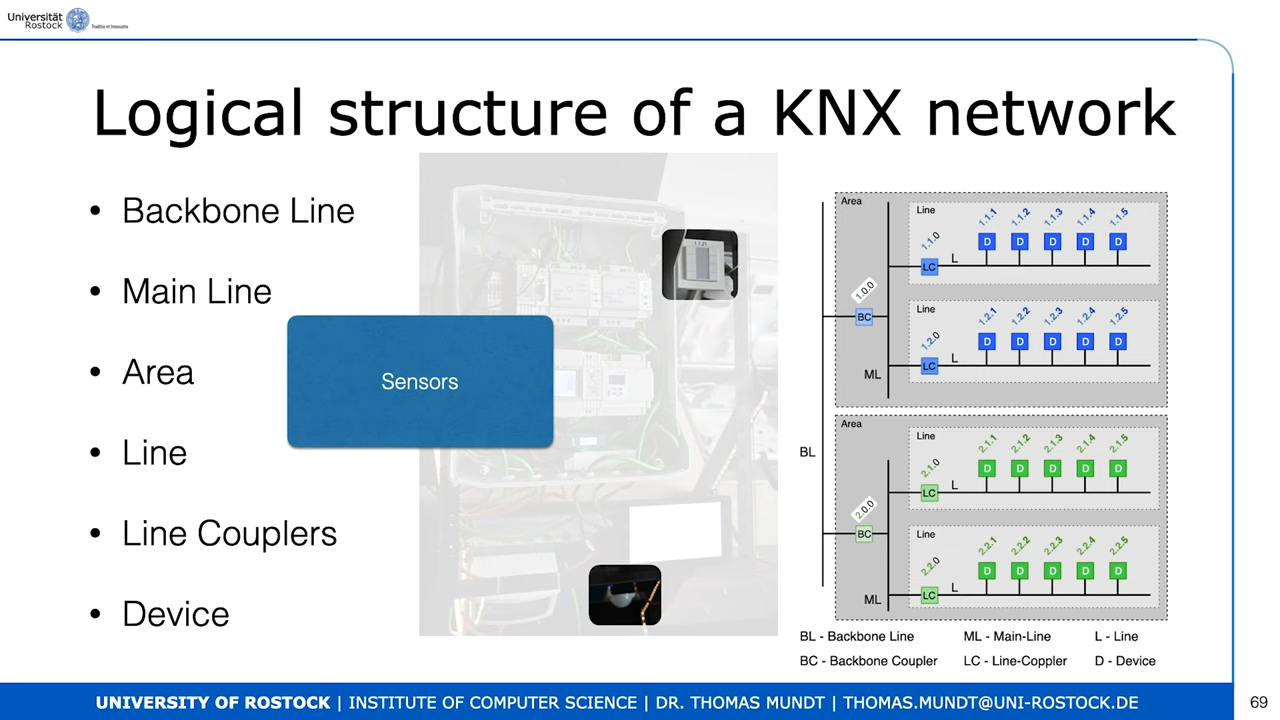 Universität
Rostock
Traditio et Innovatio
Logical structure of a KNX network
• Backbone Line
• Main Line
• Area
• Line
• Line Couplers
• Device
Sensors
1.1.21
Area
Line
1.1.1 1.1.2 1.1.3 1.1.4 1.1.5
D D D D D
1.1.0
LC
L
1.0.0
BC
Line
1.2.1 1.2.2 1.2.3 1.2.4 1.2.5
D D D D D
1.2.0
LC
L
ML
BL
Area
Line
2.1.1 2.1.2 2.1.3 2.1.4 2.1.5
D D D D D
2.1.0
LC
L
2.0.0
BC
Line
2.2.1 2.2.2 2.2.3 2.2.4 2.2.5
D D D D D
2.2.0
LC
L
ML
BL - Backbone Line ML - Main-Line L - Line
BC - Backbone Coupler LC - Line-Coppler D - Device
UNIVERSITY OF ROSTOCK | INSTITUTE OF COMPUTER SCIENCE | DR. THOMAS MUNDT | THOMAS.MUNDT@UNI-ROSTOCK.DE
69